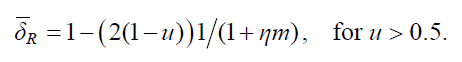 δ̅_R = 1−(2(1−u))1/(1+ηm), for u > 0.5.